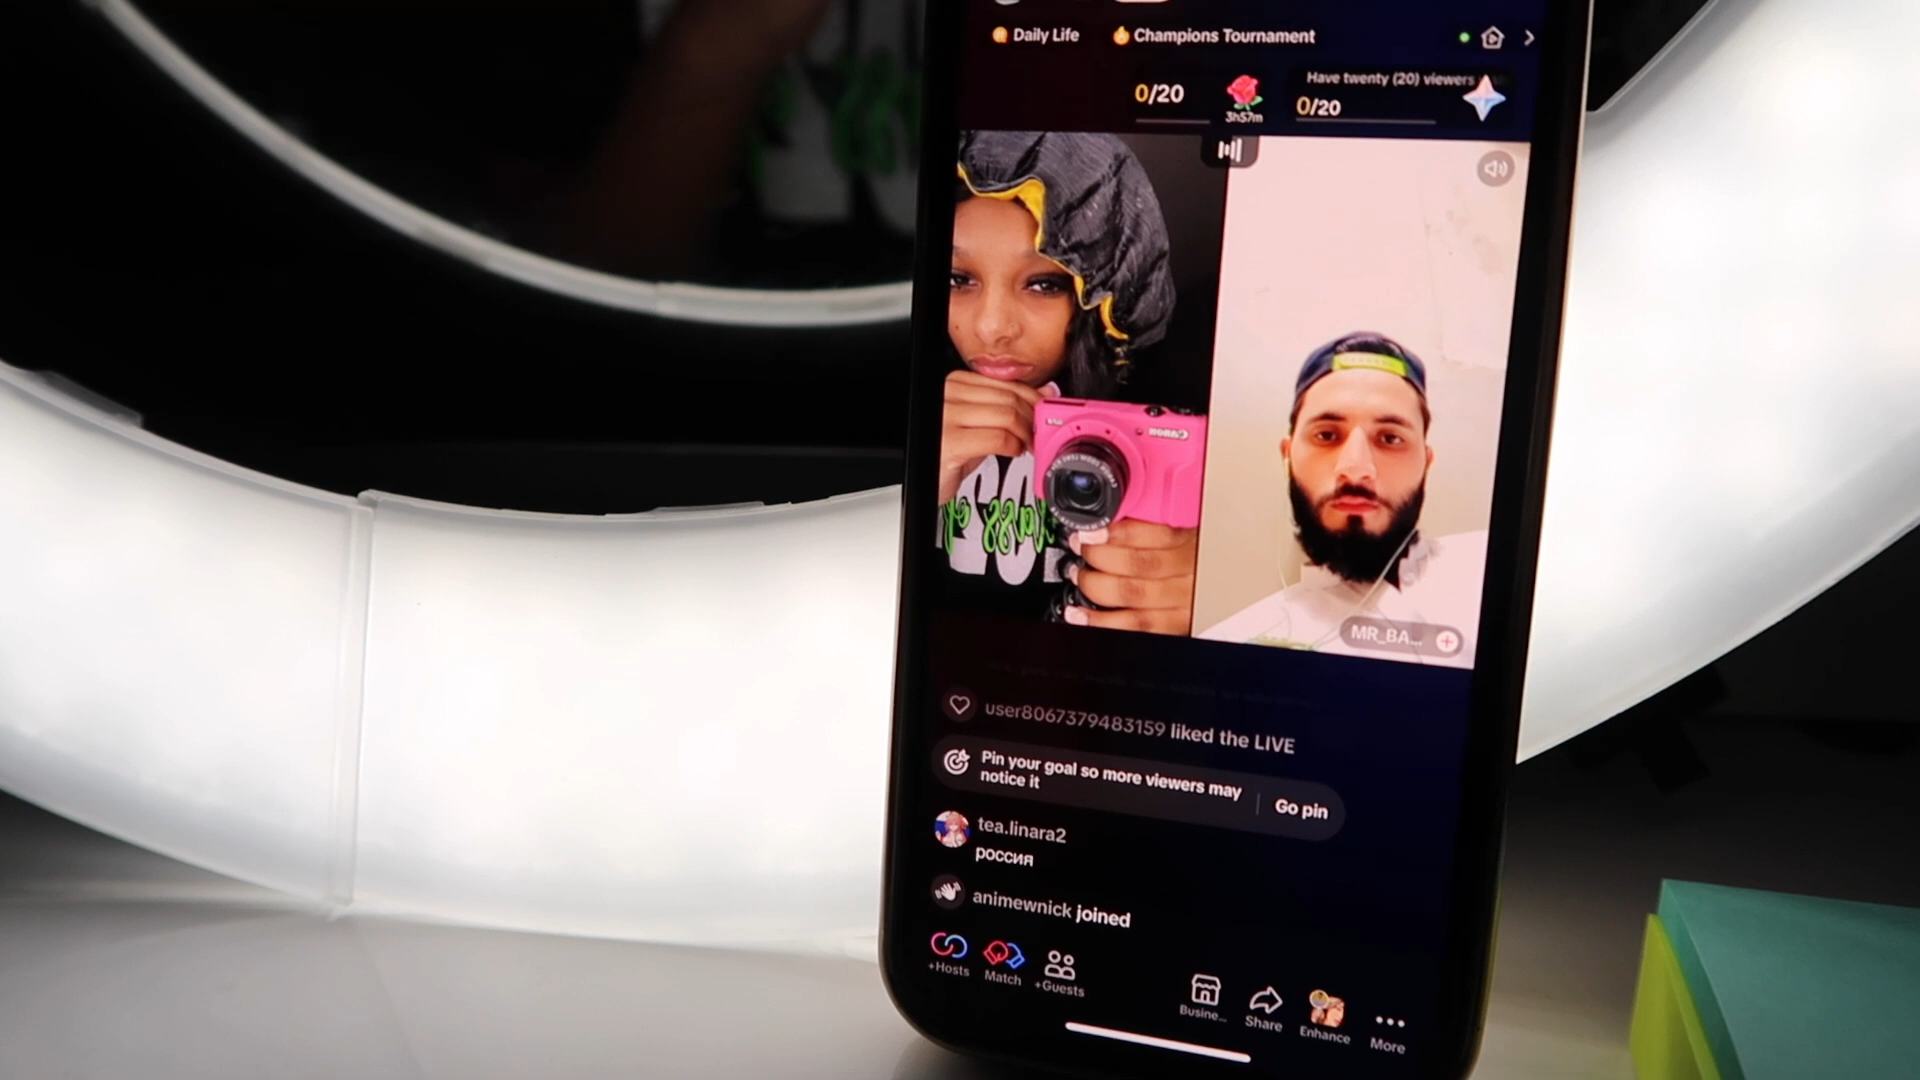 Daily Life
Champions Tournament
0/20
3h57m
Have twenty (20) viewers
0/20
Canon
MR_BA...
user8067379483159 liked the LIVE
Pin your goal so more viewers may
notice it
Go pin
tea.linara2
россия
animewnick joined
+Hosts
Match
+Guests
Busine...
Share
Enhance
More